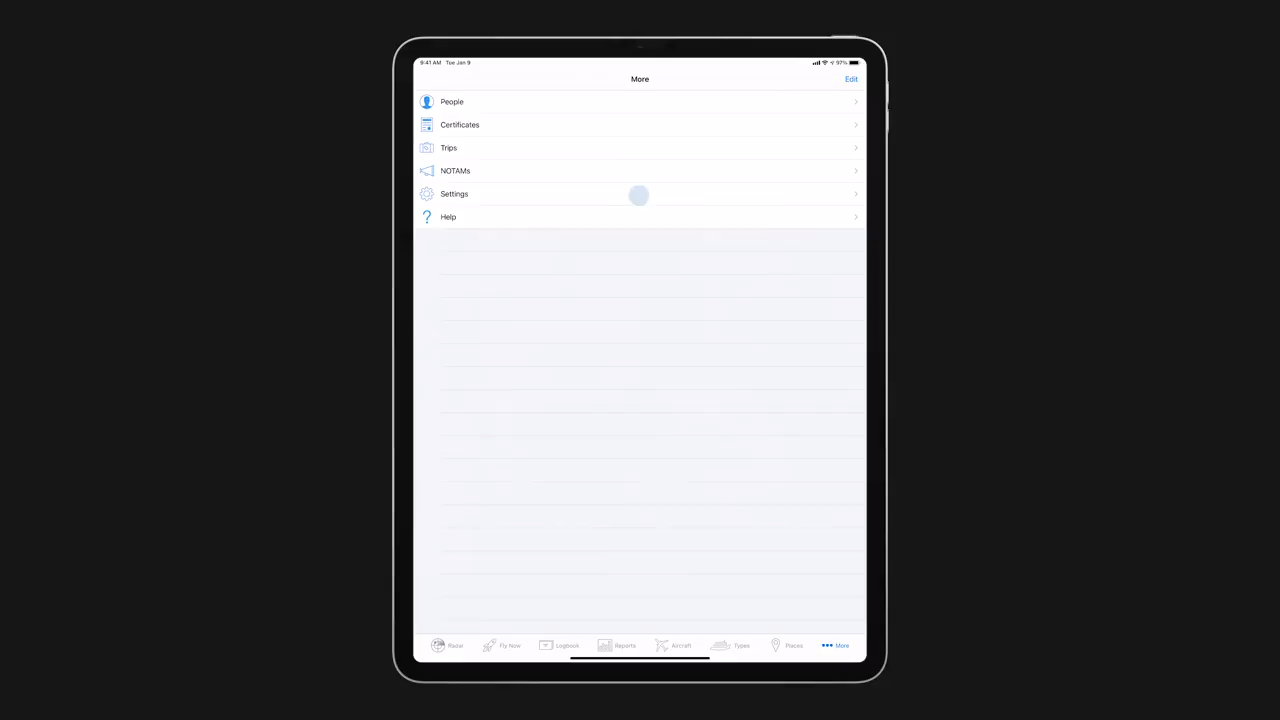 9:41 AM Tue Jan 9 97%
More Edit
People
Certificates
Trips
NOTAMs
Settings
Help
Radar Fly Now Logbook Reports Aircraft Types Places More